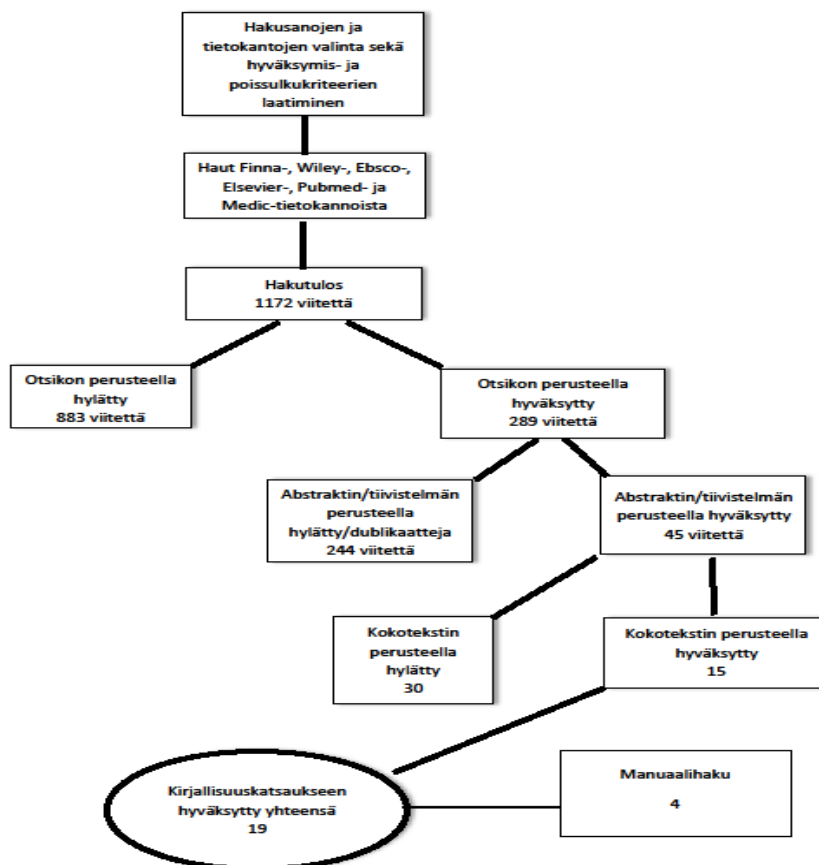 Hakusanojen ja
tietokantojen valinta sekä
hyväksymis- ja
poissulkukriteerien
laatiminen
Haut Finna-, Wiley-, Ebsco-,
Elsevier-, Pubmed- ja
Medic-tietokannoista
Hakutulos
1172 viitettä
Otsikon perusteella
hylätty
883 viitettä
Otsikon perusteella
hyväksytty
289 viitettä
Abstraktin/tiivistelmän
perusteella
hylätty/dublikaatteja
244 viitettä
Abstraktin/tiivistelmän
perusteella hyväksytty
45 viitettä
Kokotekstin
perusteella
hylätty
30
Kokotekstin perusteella
hyväksytty
15
Kirjallisuuskatsaukseen
hyväksytty yhteensä
19
Manuaalihaku
4